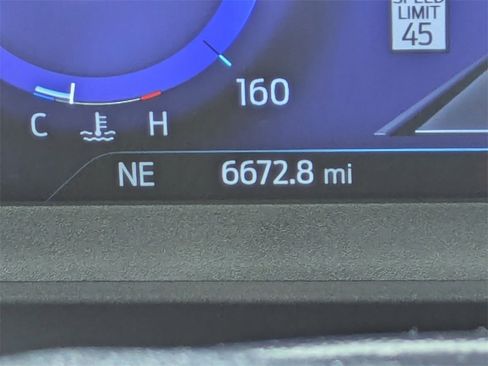 SPEED
LIMIT
45
160
C H
NE 6672.8 mi